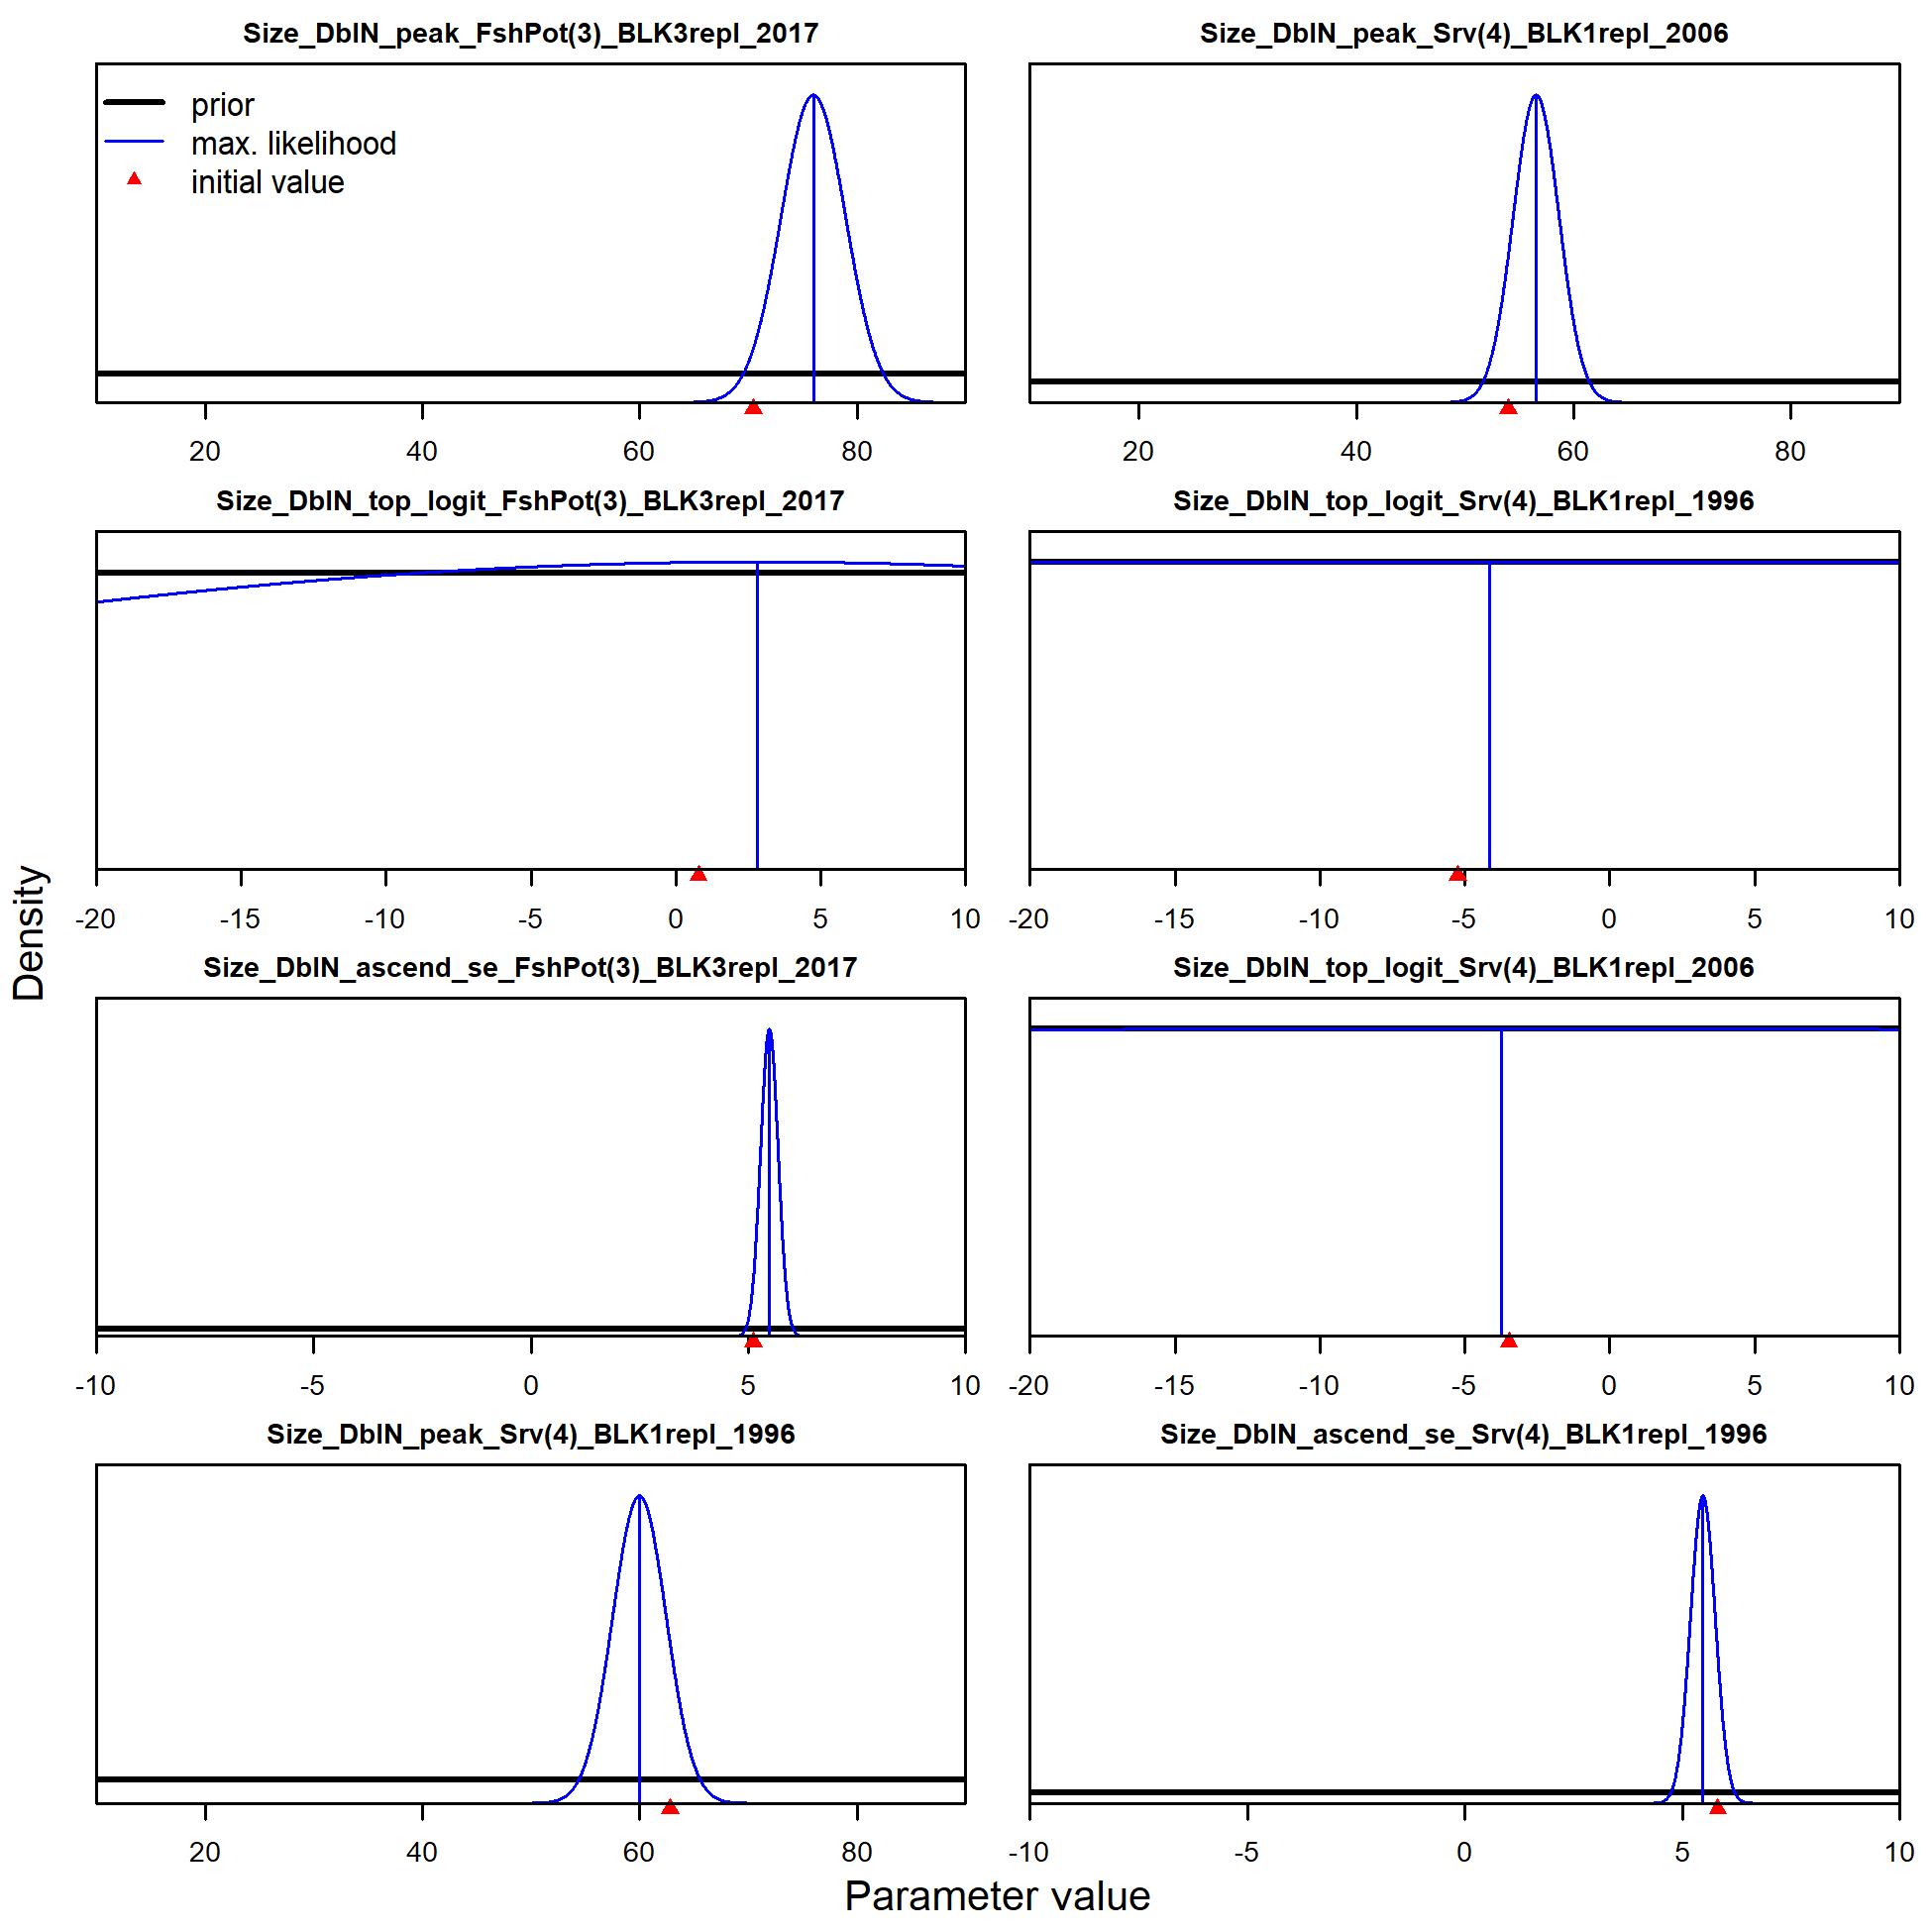 Size_DblN_peak_FshPot(3)_BLK3repl_2017
prior
max. likelihood
initial value
20 40 60 80
Size_DblN_peak_Srv(4)_BLK1repl_2006
20 40 60 80
Size_DblN_top_logit_FshPot(3)_BLK3repl_2017
-20 -15 -10 -5 0 5 10
Size_DblN_top_logit_Srv(4)_BLK1repl_1996
-20 -15 -10 -5 0 5 10
Size_DblN_ascend_se_FshPot(3)_BLK3repl_2017
-10 -5 0 5 10
Size_DblN_top_logit_Srv(4)_BLK1repl_2006
-20 -15 -10 -5 0 5 10
Size_DblN_peak_Srv(4)_BLK1repl_1996
20 40 60 80
Size_DblN_ascend_se_Srv(4)_BLK1repl_1996
-10 -5 0 5 10
Density
Parameter value